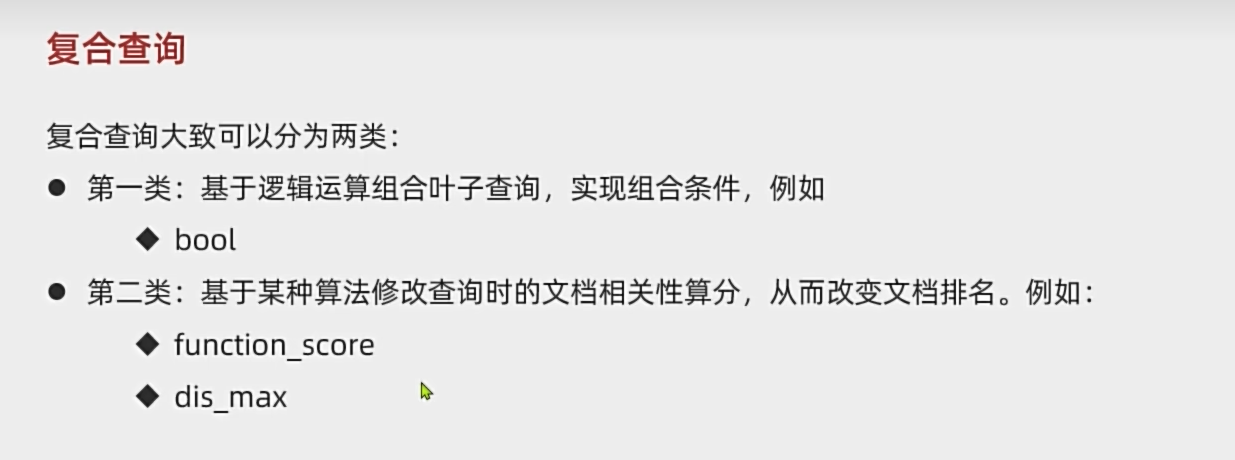 复合查询
复合查询大致可以分为两类：
● 第一类：基于逻辑运算组合叶子查询，实现组合条件，例如
◆ bool
● 第二类：基于某种算法修改查询时的文档相关性算分，从而改变文档排名。例如：
◆ function_score
◆ dis_max